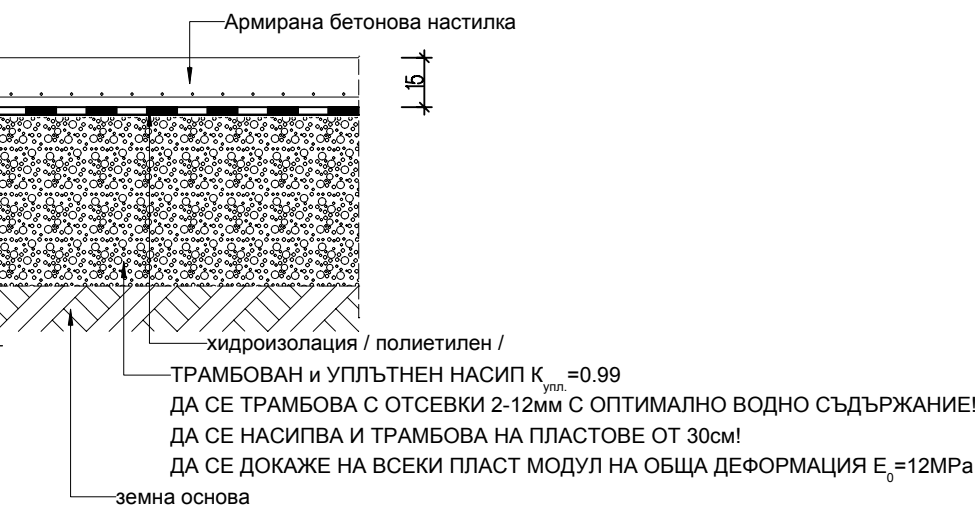 Армирана бетонова настилка
15
хидроизолация / полиетилен /
ТРАМБОВАН и УПЛЪТНЕН НАСИП К упл. =0.99
ДА СЕ ТРАМБОВА С ОТСЕВКИ 2-12мм С ОПТИМАЛНО ВОДНО СЪДЪРЖАНИЕ!
ДА СЕ НАСИПВА И ТРАМБОВА НА ПЛАСТОВЕ ОТ 30см!
ДА СЕ ДОКАЖЕ НА ВСЕКИ ПЛАСТ МОДУЛ НА ОБЩА ДЕФОРМАЦИЯ E₀=12MPa
земна основа